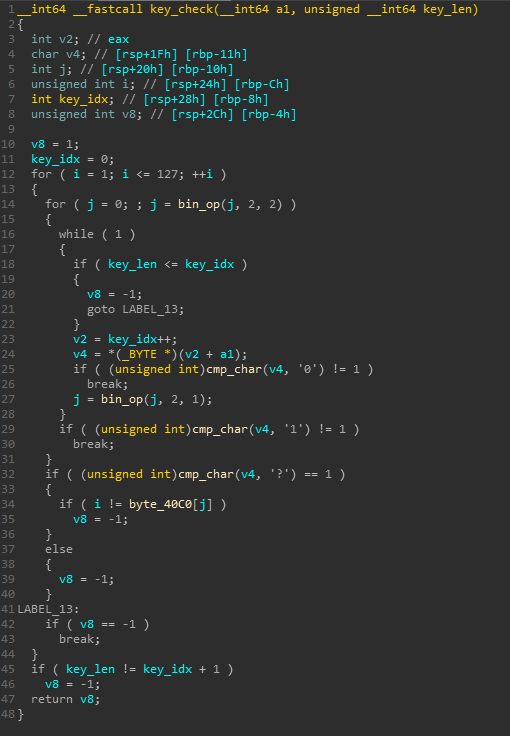 1 __int64 __fastcall key_check(__int64 a1, unsigned __int64 key_len)
2 {
3   int v2; // eax
4   char v4; // [rsp+1Fh] [rbp-11h]
5   int j; // [rsp+20h] [rbp-10h]
6   unsigned int i; // [rsp+24h] [rbp-Ch]
7   int key_idx; // [rsp+28h] [rbp-8h]
8   unsigned int v8; // [rsp+2Ch] [rbp-4h]
9
10   v8 = 1;
11   key_idx = 0;
12   for ( i = 1; i <= 127; ++i )
13   {
14     for ( j = 0; ; j = bin_op(j, 2, 2) )
15     {
16       while ( 1 )
17       {
18         if ( key_len <= key_idx )
19         {
20           v8 = -1;
21           goto LABEL_13;
22         }
23         v2 = key_idx++;
24         v4 = *(_BYTE *)(v2 + a1);
25         if ( (unsigned int)cmp_char(v4, '0') != 1 )
26           break;
27         j = bin_op(j, 2, 1);
28       }
29       if ( (unsigned int)cmp_char(v4, '1') != 1 )
30         break;
31     }
32     if ( (unsigned int)cmp_char(v4, '?') == 1 )
33     {
34       if ( i != byte_40C0[j] )
35         v8 = -1;
36     }
37     else
38     {
39       v8 = -1;
40     }
41 LABEL_13:
42     if ( v8 == -1 )
43       break;
44   }
45   if ( key_len != key_idx + 1 )
46     v8 = -1;
47   return v8;
48 }